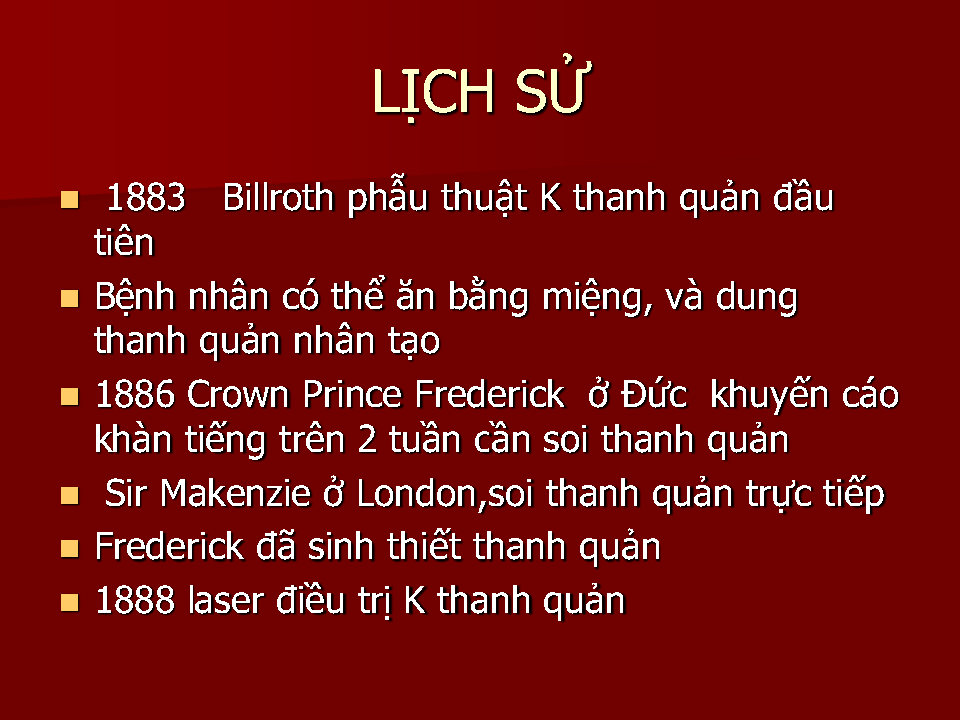 LỊCH SỬ
1883 Billroth phẫu thuật K thanh quản đầu
tiên
Bệnh nhân có thể ăn bằng miệng, và dung
thanh quản nhân tạo
1886 Crown Prince Frederick ở Đức khuyến cáo
khàn tiếng trên 2 tuần cần soi thanh quản
Sir Makenzie ở London,soi thanh quản trực tiếp
Frederick đã sinh thiết thanh quản
1888 laser điều trị K thanh quản